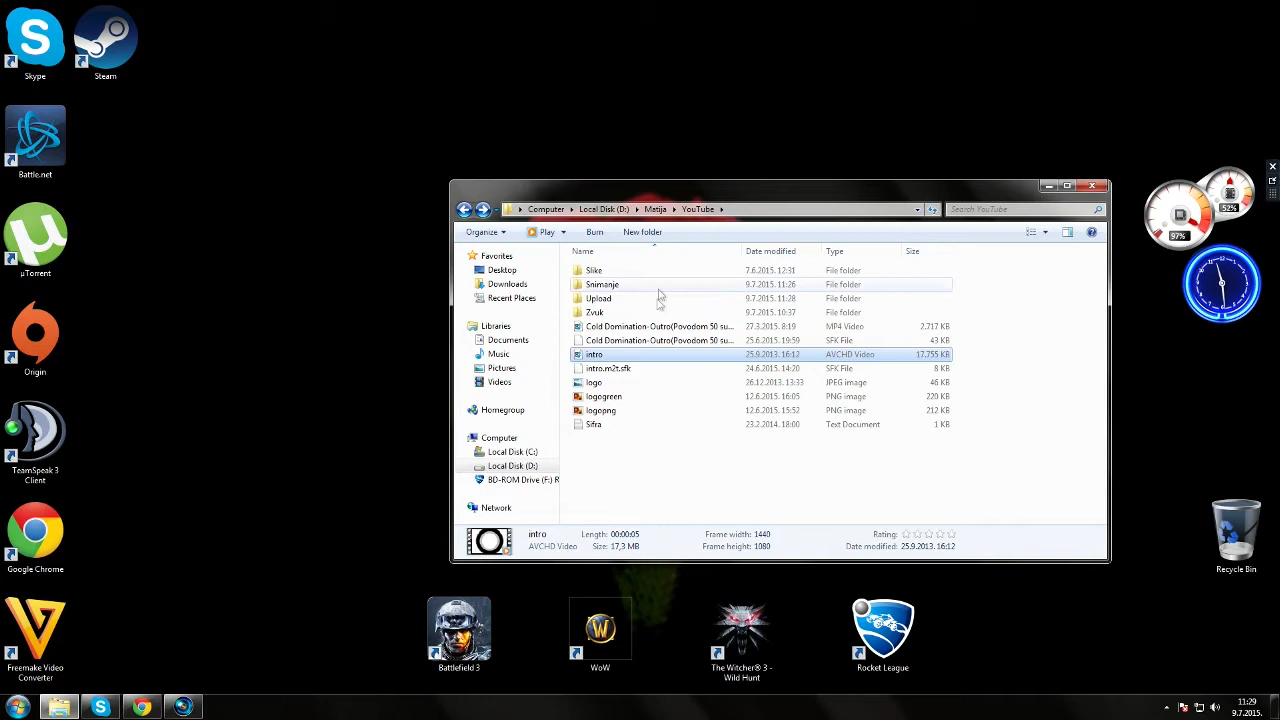 Skype
Steam
Battle.net
µTorrent
Origin
TeamSpeak 3
Client
Google Chrome
Freemake Video
Converter
Computer Local Disk (D:) Matija YouTube
Search YouTube
Organize Play Burn New folder
Name Date modified Type Size
Favorites
Desktop
Downloads
Recent Places
Libraries
Documents
Music
Pictures
Videos
Homegroup
Computer
Local Disk (C:)
Local Disk (D:)
BD-ROM Drive (F:) R
Network
Slike 7.6.2015. 12:31 File folder
Snimanje 9.7.2015. 11:26 File folder
Upload 9.7.2015. 11:28 File folder
Zvuk 9.7.2015. 10:37 File folder
Cold Domination-Outro(Povodom 50 su... 27.3.2015. 8:19 MP4 Video 2.717 KB
Cold Domination-Outro(Povodom 50 su... 25.6.2015. 19:59 SFK File 43 KB
intro 25.9.2013. 16:12 AVCHD Video 17.755 KB
intro.m2t.sfk 24.6.2015. 14:20 SFK File 8 KB
logo 26.12.2013. 13:33 JPEG image 46 KB
logogreen 12.6.2015. 16:05 PNG image 220 KB
logopng 12.6.2015. 15:52 PNG image 212 KB
Sifra 23.2.2014. 18:00 Text Document 1 KB
intro Length: 00:00:05 Frame width: 1440 Rating:
AVCHD Video Size: 17,3 MB Frame height: 1080 Date modified: 25.9.2013. 16:12
52%
97%
Recycle Bin
Battlefield 3
WoW
The Witcher® 3 -
Wild Hunt
Rocket League
11:29
9.7.2015.